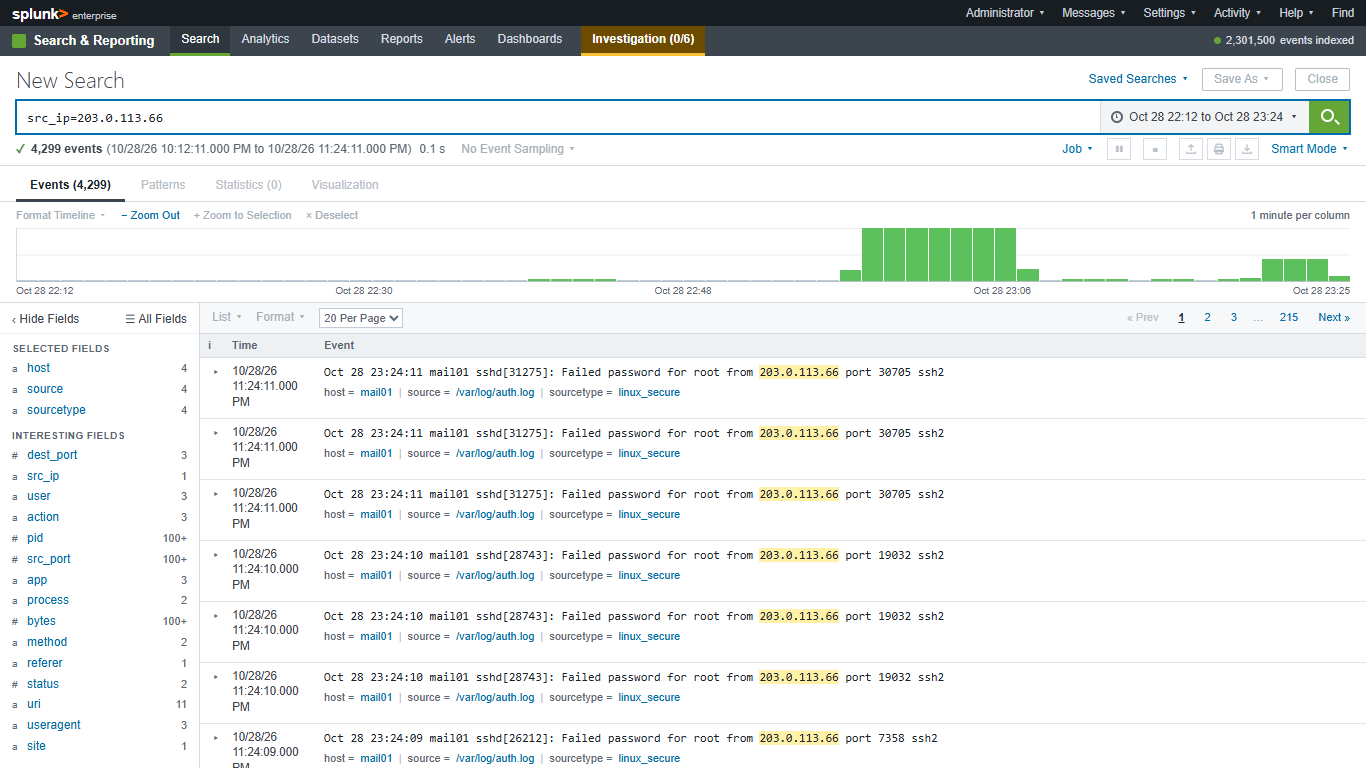 splunk> enterprise
Administrator Messages Settings Activity Help Find
Search & Reporting Search Analytics Datasets Reports Alerts Dashboards Investigation (0/6) 2,301,500 events indexed
New Search
Saved Searches Save As Close
src_ip=203.0.113.66 Oct 28 22:12 to Oct 28 23:24
✓ 4,299 events (10/28/26 10:12:11.000 PM to 10/28/26 11:24:11.000 PM) 0.1 s No Event Sampling Job Smart Mode
Events (4,299) Patterns Statistics (0) Visualization
Format Timeline − Zoom Out + Zoom to Selection × Deselect 1 minute per column
Oct 28 22:12 Oct 28 22:30 Oct 28 22:48 Oct 28 23:06 Oct 28 23:25
‹ Hide Fields ☰ All Fields
SELECTED FIELDS
a host 4
a source 4
a sourcetype 4
INTERESTING FIELDS
# dest_port 3
a src_ip 1
a user 3
a action 3
# pid 100+
# src_port 100+
a app 3
a process 2
# bytes 100+
a method 2
a referer 1
# status 2
a uri 11
a useragent 3
a site 1
List Format 20 Per Page « Prev 1 2 3 ... 215 Next »
i Time Event
10/28/26 11:24:11.000 PM
Oct 28 23:24:11 mail01 sshd[31275]: Failed password for root from 203.0.113.66 port 30705 ssh2
host = mail01 | source = /var/log/auth.log | sourcetype = linux_secure
10/28/26 11:24:11.000 PM
Oct 28 23:24:11 mail01 sshd[31275]: Failed password for root from 203.0.113.66 port 30705 ssh2
host = mail01 | source = /var/log/auth.log | sourcetype = linux_secure
10/28/26 11:24:11.000 PM
Oct 28 23:24:11 mail01 sshd[31275]: Failed password for root from 203.0.113.66 port 30705 ssh2
host = mail01 | source = /var/log/auth.log | sourcetype = linux_secure
10/28/26 11:24:10.000 PM
Oct 28 23:24:10 mail01 sshd[28743]: Failed password for root from 203.0.113.66 port 19032 ssh2
host = mail01 | source = /var/log/auth.log | sourcetype = linux_secure
10/28/26 11:24:10.000 PM
Oct 28 23:24:10 mail01 sshd[28743]: Failed password for root from 203.0.113.66 port 19032 ssh2
host = mail01 | source = /var/log/auth.log | sourcetype = linux_secure
10/28/26 11:24:10.000 PM
Oct 28 23:24:10 mail01 sshd[28743]: Failed password for root from 203.0.113.66 port 19032 ssh2
host = mail01 | source = /var/log/auth.log | sourcetype = linux_secure
10/28/26 11:24:09.000 PM
Oct 28 23:24:09 mail01 sshd[26212]: Failed password for root from 203.0.113.66 port 7358 ssh2
host = mail01 | source = /var/log/auth.log | sourcetype = linux_secure